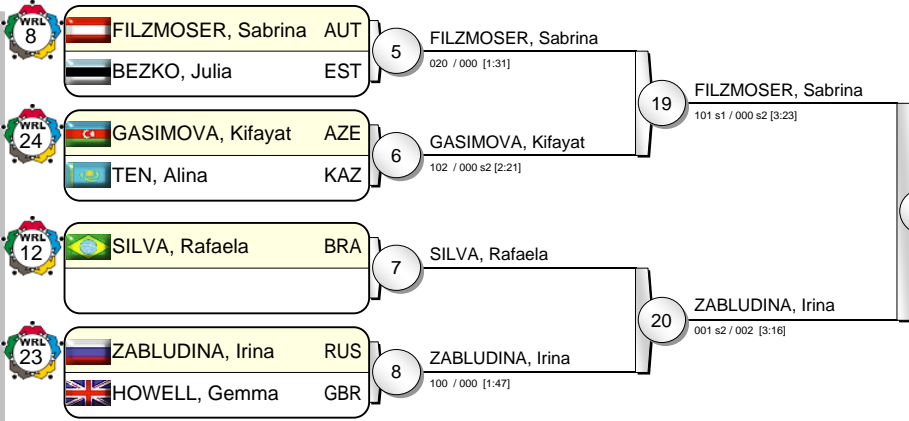 WRL
8
FILZMOSER, Sabrina AUT
BEZKO, Julia EST
5
FILZMOSER, Sabrina
020 / 000 [1:31]
WRL
24
GASIMOVA, Kifayat AZE
TEN, Alina KAZ
6
GASIMOVA, Kifayat
102 / 000 s2 [2:21]
19
FILZMOSER, Sabrina
101 s1 / 000 s2 [3:23]
WRL
12
SILVA, Rafaela BRA
7
SILVA, Rafaela
WRL
23
ZABLUDINA, Irina RUS
HOWELL, Gemma GBR
8
ZABLUDINA, Irina
100 / 000 [1:47]
20
ZABLUDINA, Irina
001 s2 / 002 [3:16]